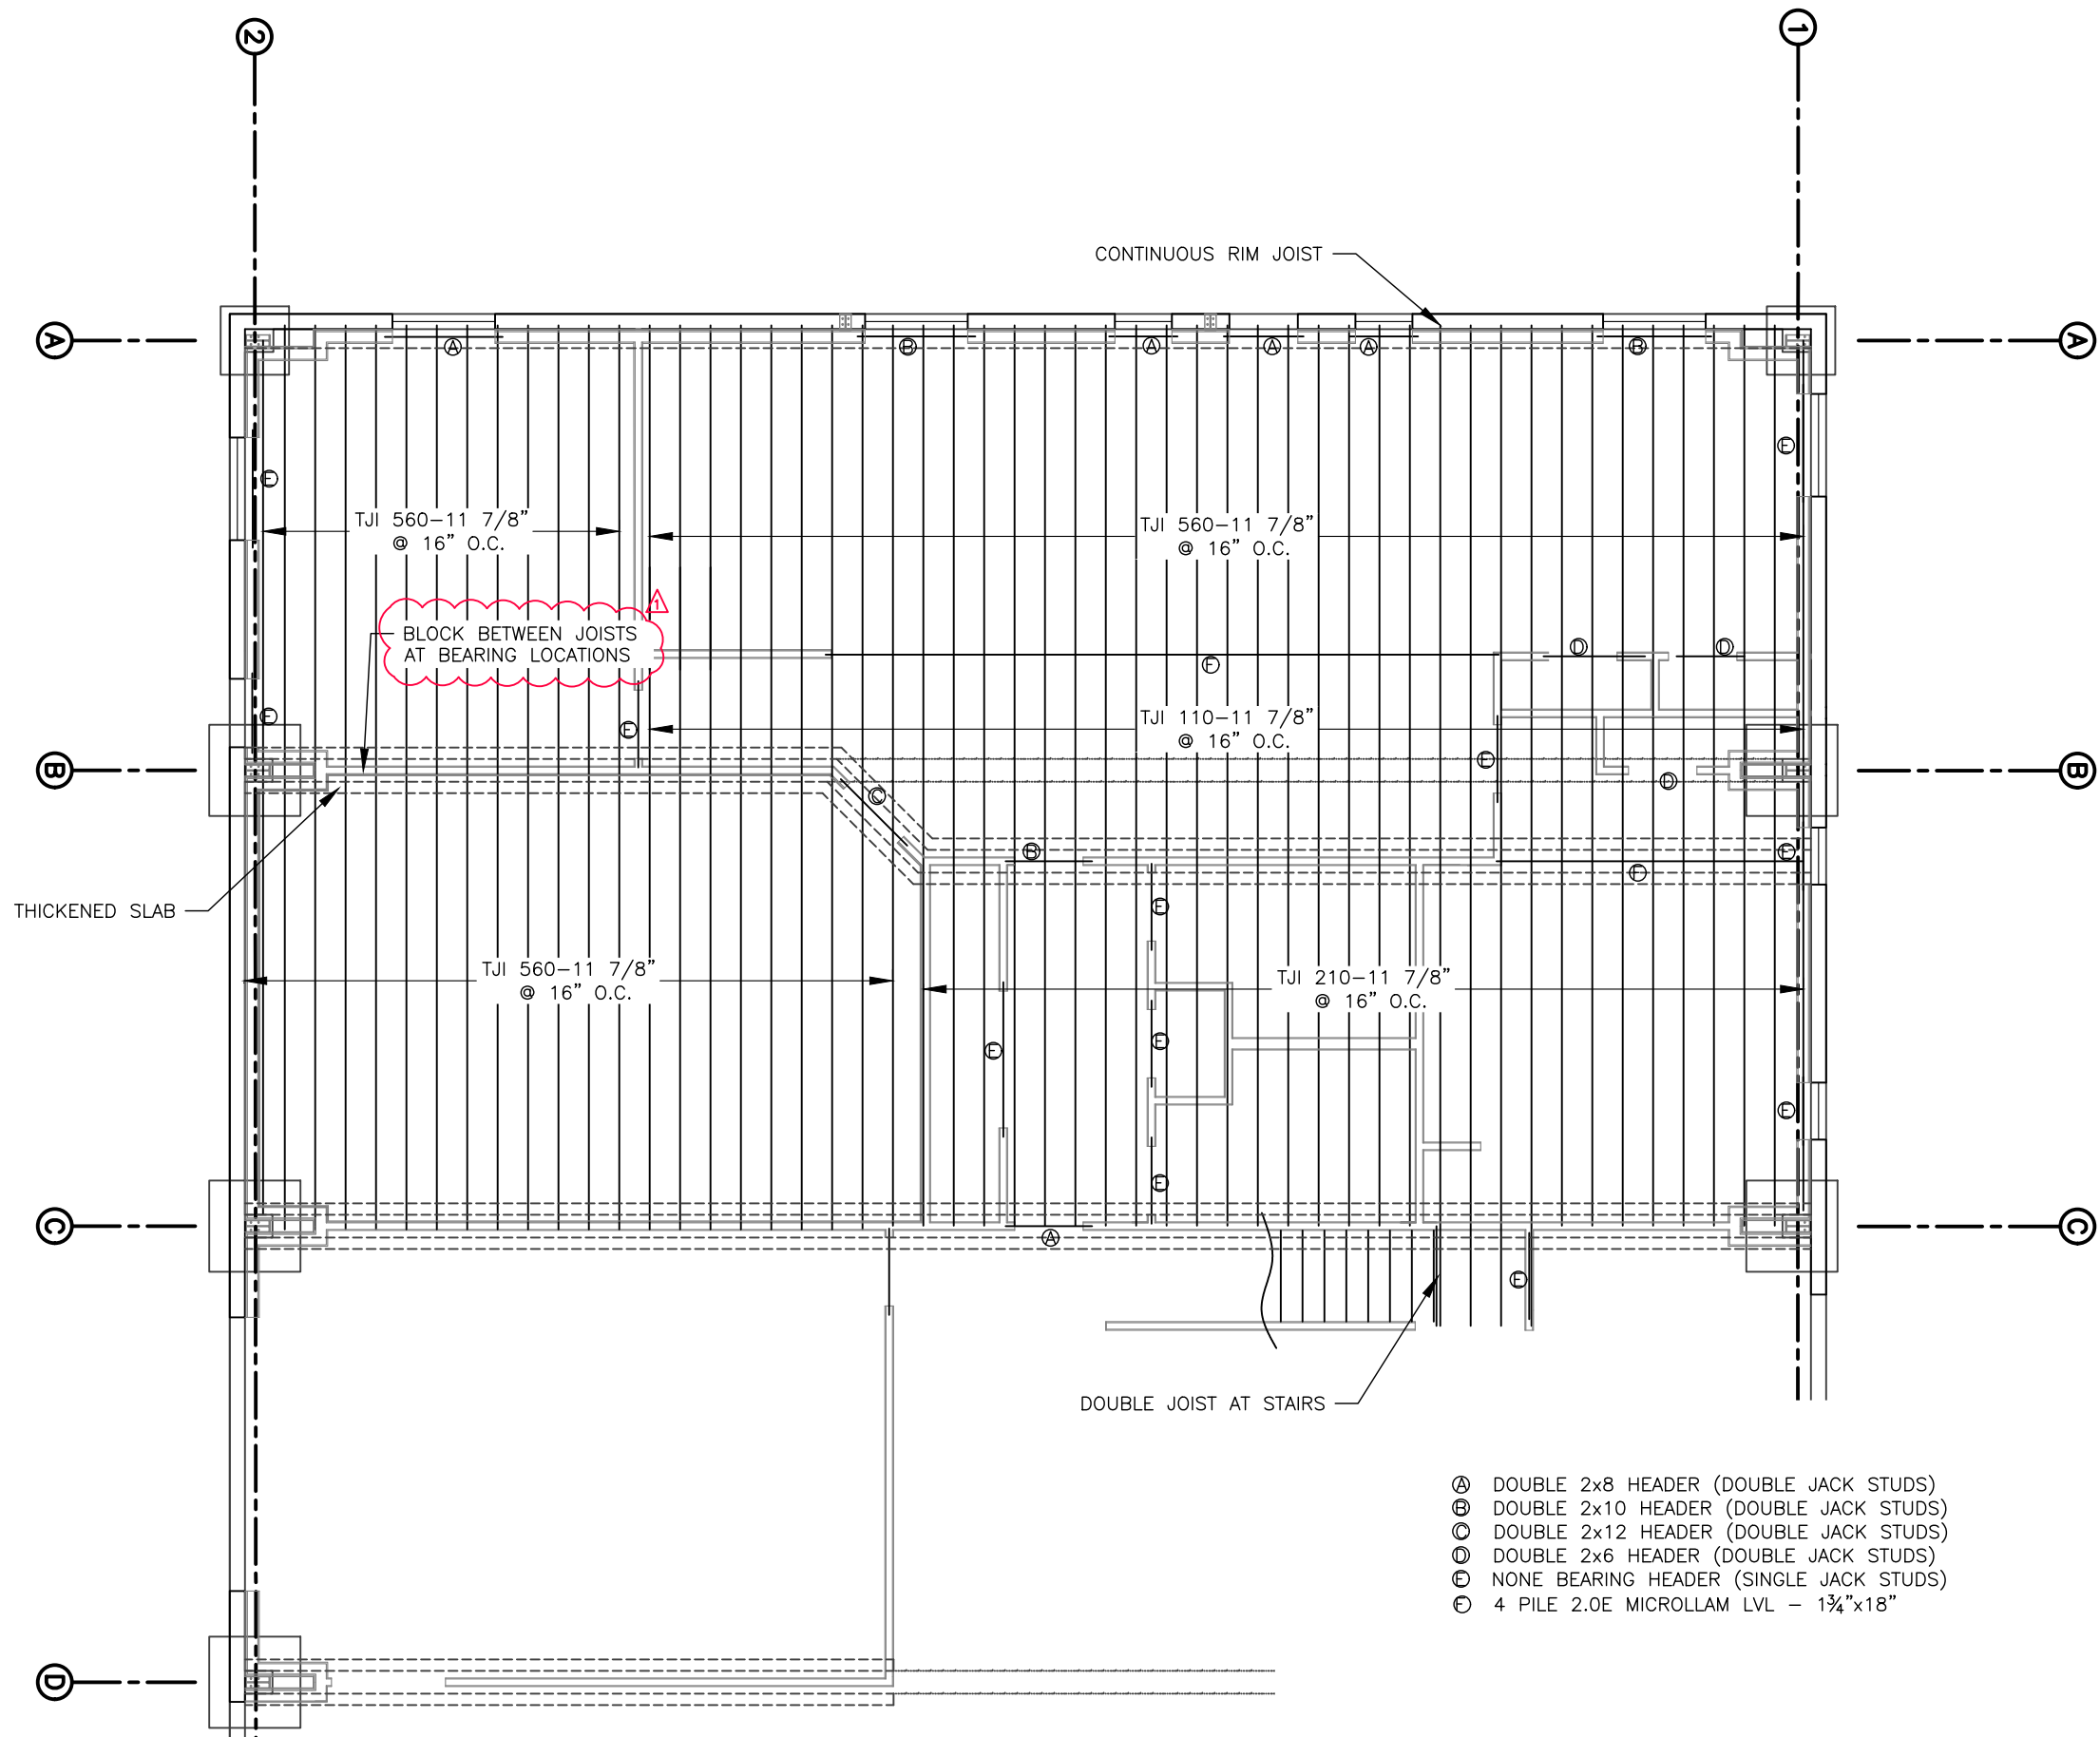 2
1
CONTINUOUS RIM JOIST
A
A
A
B
A
A
A
B
E
E
TJI 560-11 7/8"
@ 16" O.C.
TJI 560-11 7/8"
@ 16" O.C.
1
BLOCK BETWEEN JOISTS
AT BEARING LOCATIONS
D
D
F
E
E
TJI 110-11 7/8"
@ 16" O.C.
E
B
B
D
C
B
E
F
THICKENED SLAB
E
TJI 560-11 7/8"
@ 16" O.C.
TJI 210-11 7/8"
@ 16" O.C.
E
E
E
E
C
C
A
E
DOUBLE JOIST AT STAIRS
A DOUBLE 2x8 HEADER (DOUBLE JACK STUDS)
B DOUBLE 2x10 HEADER (DOUBLE JACK STUDS)
C DOUBLE 2x12 HEADER (DOUBLE JACK STUDS)
D DOUBLE 2x6 HEADER (DOUBLE JACK STUDS)
E NONE BEARING HEADER (SINGLE JACK STUDS)
F 4 PILE 2.0E MICROLLAM LVL - 1¾"x18"
D